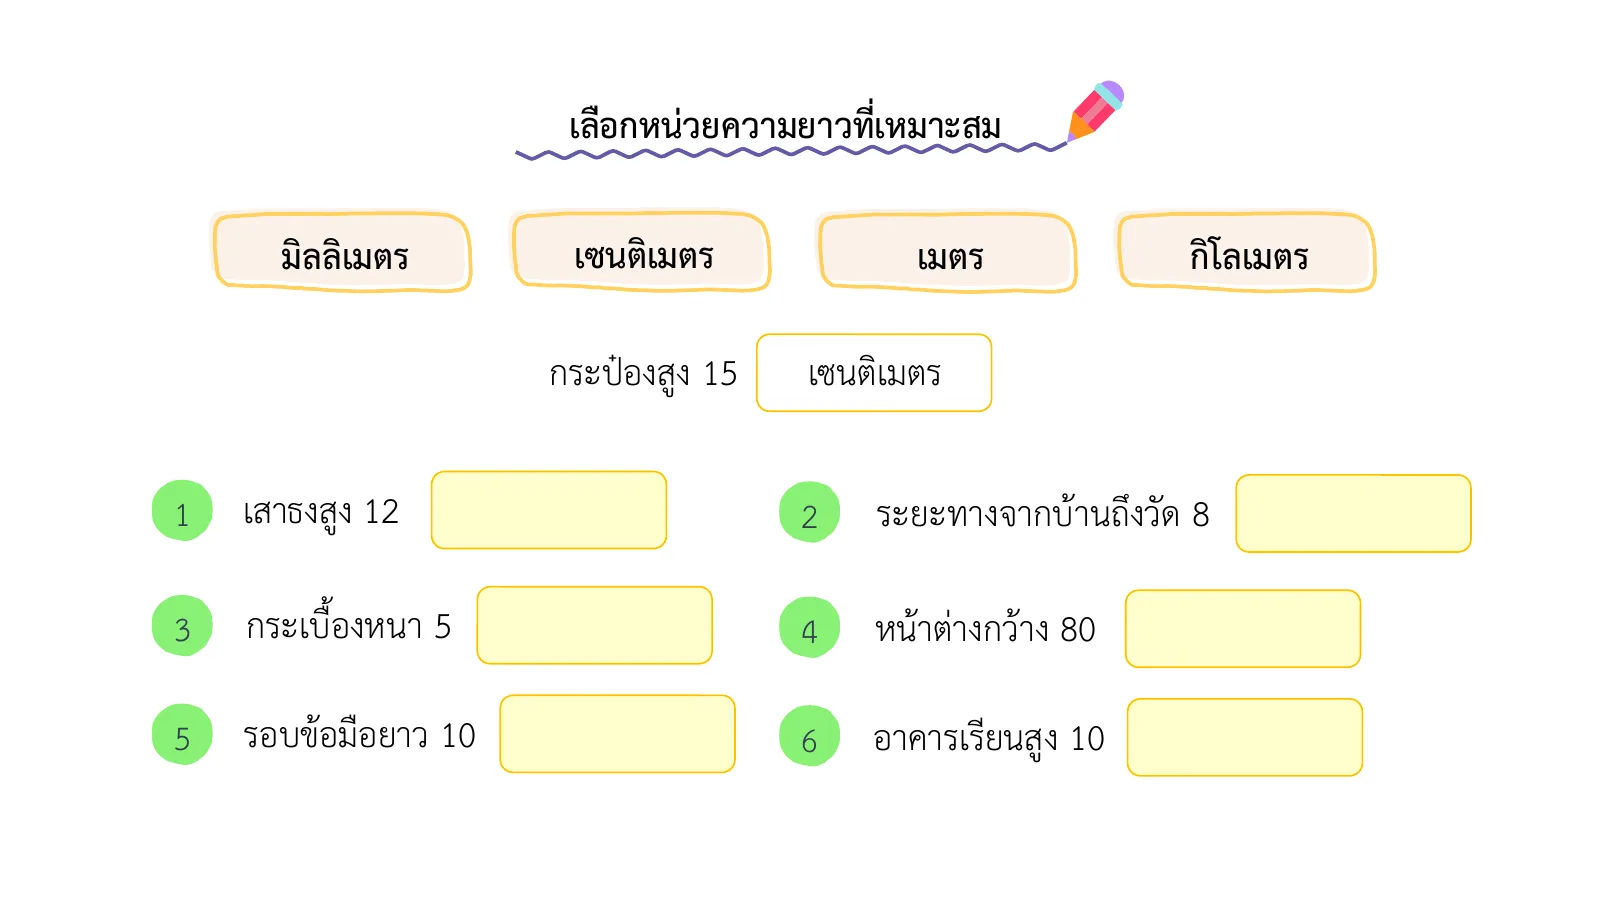 เลือกหน่วยความยาวที่เหมาะสม
มิลลิเมตร เซนติเมตร เมตร กิโลเมตร
กระป๋องสูง 15 เซนติเมตร
1 เสาธงสูง 12
2 ระยะทางจากบ้านถึงวัด 8
3 กระเบื้องหนา 5
4 หน้าต่างกว้าง 80
5 รอบข้อมือยาว 10
6 อาคารเรียนสูง 10